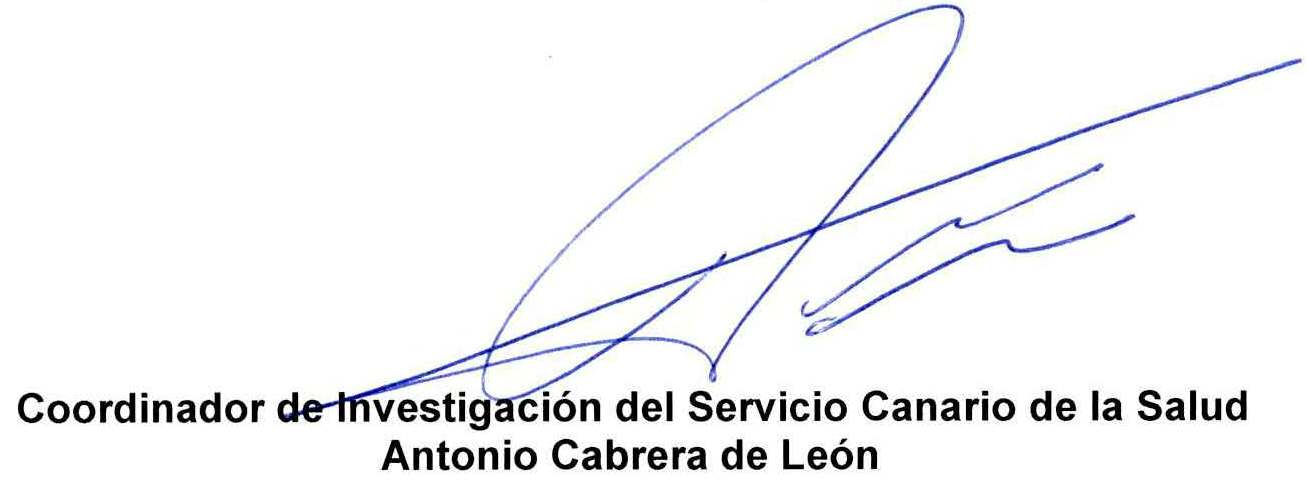 Coordinador de Investigación del Servicio Canario de la Salud
Antonio Cabrera de León